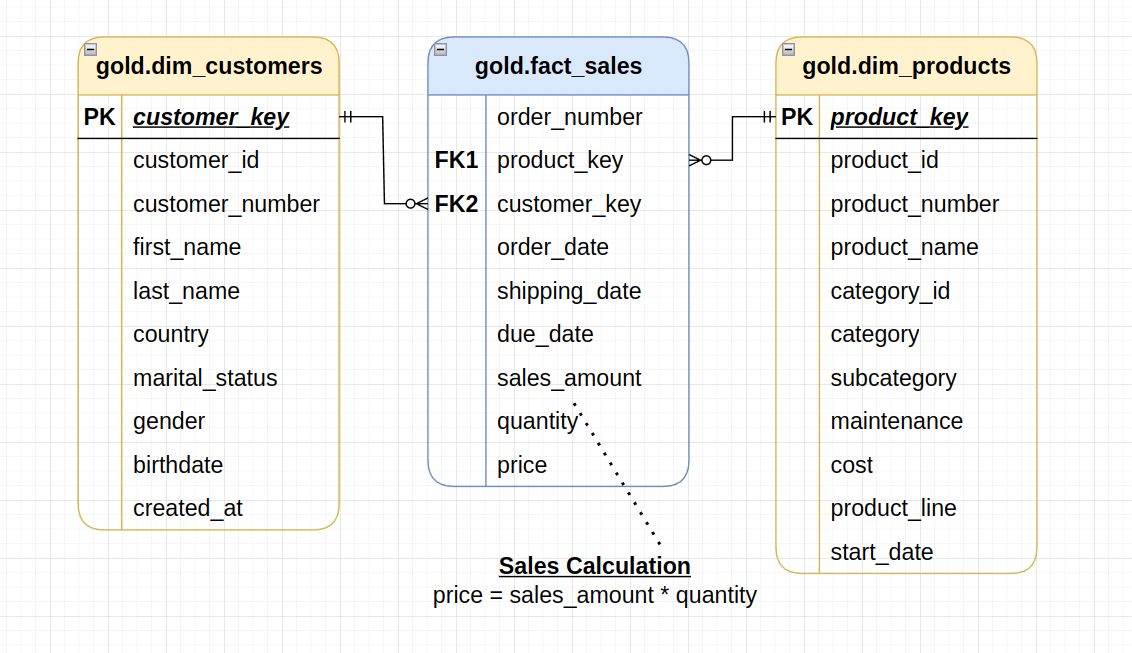 gold.dim_customers
PK customer_key
customer_id
customer_number
first_name
last_name
country
marital_status
gender
birthdate
created_at
gold.fact_sales
order_number
FK1 product_key
FK2 customer_key
order_date
shipping_date
due_date
sales_amount
quantity
price
gold.dim_products
PK product_key
product_id
product_number
product_name
category_id
category
subcategory
maintenance
cost
product_line
start_date
Sales Calculation
price = sales_amount * quantity